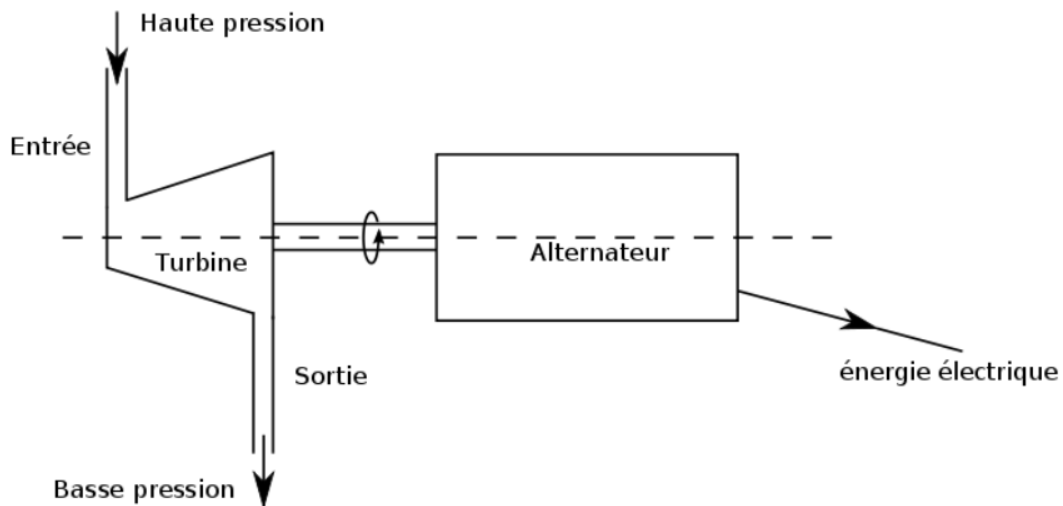 Haute pression
Entrée
Turbine
Alternateur
Sortie
énergie électrique
Basse pression